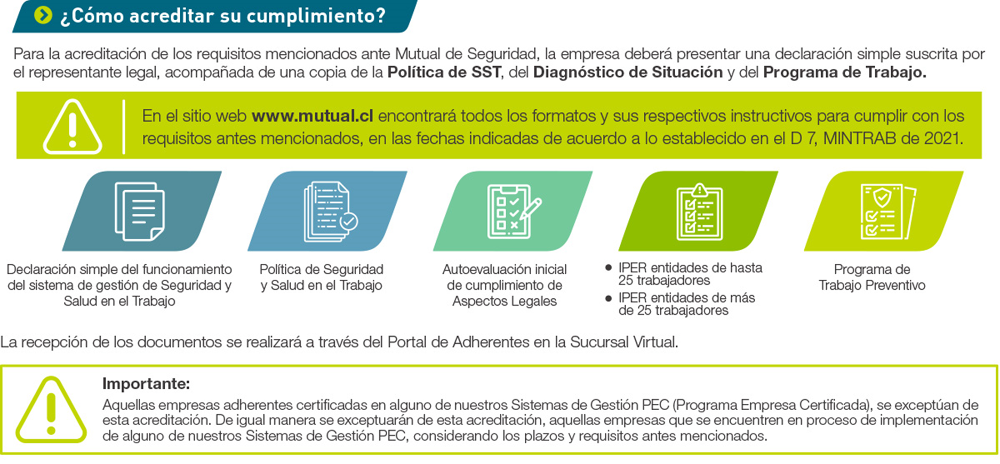 ¿Cómo acreditar su cumplimiento?
Para la acreditación de los requisitos mencionados ante Mutual de Seguridad, la empresa deberá presentar una declaración simple suscrita por
el representante legal, acompañada de una copia de la Política de SST, del Diagnóstico de Situación y del Programa de Trabajo.
En el sitio web www.mutual.cl encontrará todos los formatos y sus respectivos instructivos para cumplir con los
requisitos antes mencionados, en las fechas indicadas de acuerdo a lo establecido en el D 7, MINTRAB de 2021.
Declaración simple del funcionamiento
del sistema de gestión de Seguridad y
Salud en el Trabajo
Política de Seguridad
y Salud en el Trabajo
Autoevaluación inicial
de cumplimiento de
Aspectos Legales
• IPER entidades de hasta
25 trabajadores
• IPER entidades de más
de 25 trabajadores
Programa de
Trabajo Preventivo
La recepción de los documentos se realizará a través del Portal de Adherentes en la Sucursal Virtual.
Importante:
Aquellas empresas adherentes certificadas en alguno de nuestros Sistemas de Gestión PEC (Programa Empresa Certificada), se exceptúan de
esta acreditación. De igual manera se exceptuarán de esta acreditación, aquellas empresas que se encuentren en proceso de implementación
de alguno de nuestros Sistemas de Gestión PEC, considerando los plazos y requisitos antes mencionados.